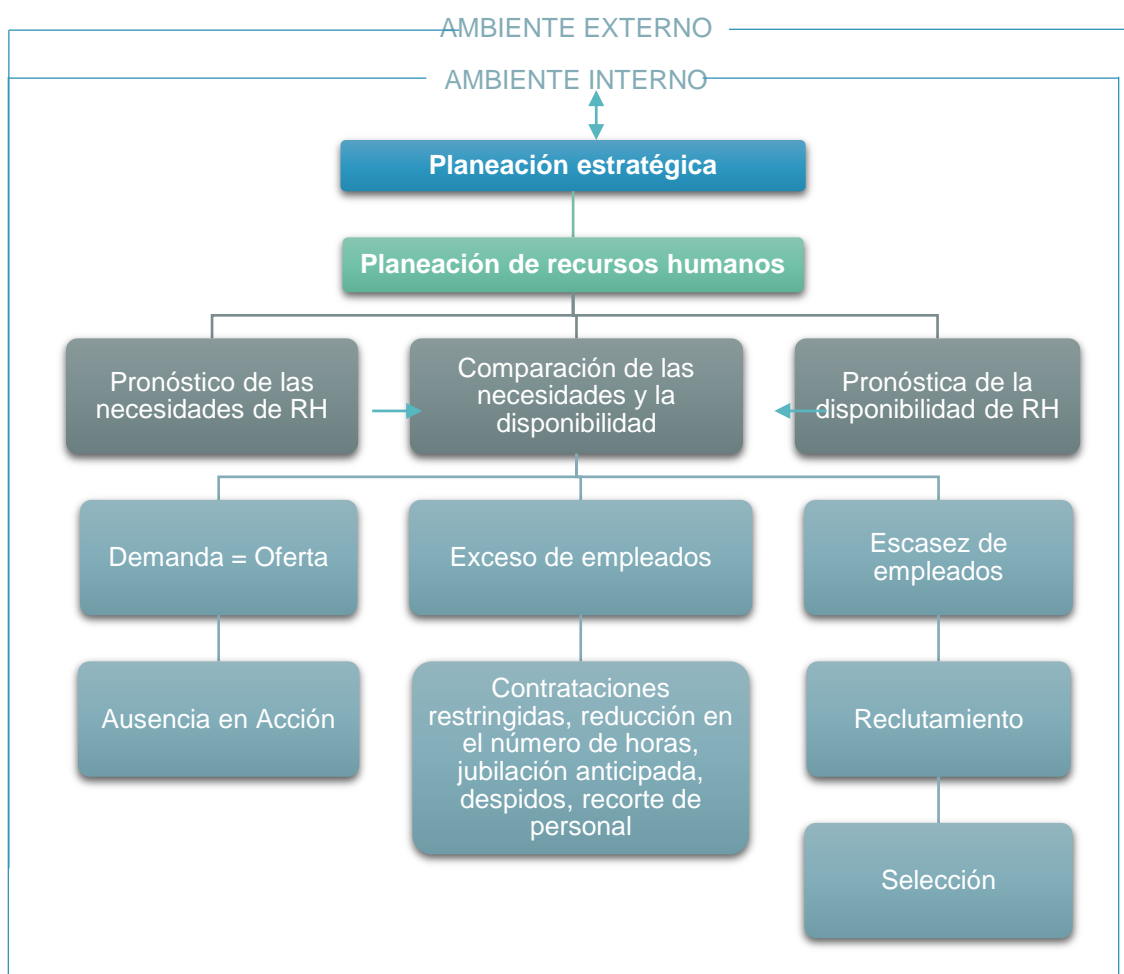 AMBIENTE EXTERNO
AMBIENTE INTERNO
Planeación estratégica
Planeación de recursos humanos
Pronóstico de las
necesidades de RH
Comparación de las
necesidades y la
disponibilidad
Pronóstica de la
disponibilidad de RH
Demanda = Oferta
Exceso de empleados
Escasez de
empleados
Ausencia en Acción
Contrataciones
restringidas, reducción en
el número de horas,
jubilación anticipada,
despidos, recorte de
personal
Reclutamiento
Selección